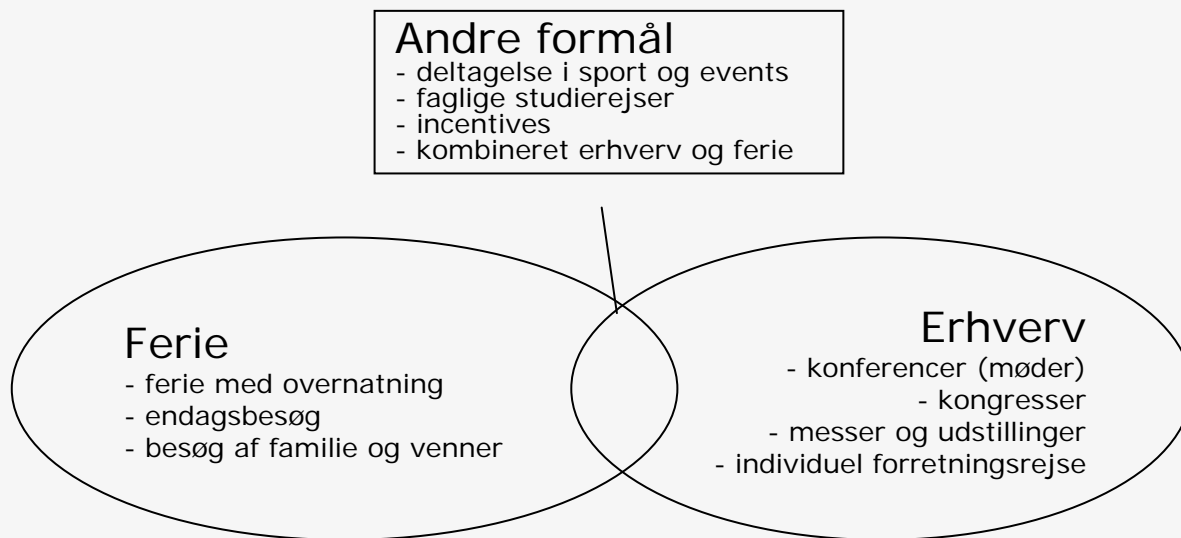 Andre formål
- deltagelse i sport og events
- faglige studierejser
- incentives
- kombineret erhverv og ferie
Ferie
- ferie med overnatning
- endagsbesøg
- besøg af familie og venner
Erhverv
- konferencer (møder)
- kongresser
- messer og udstillinger
- individuel forretningsrejse